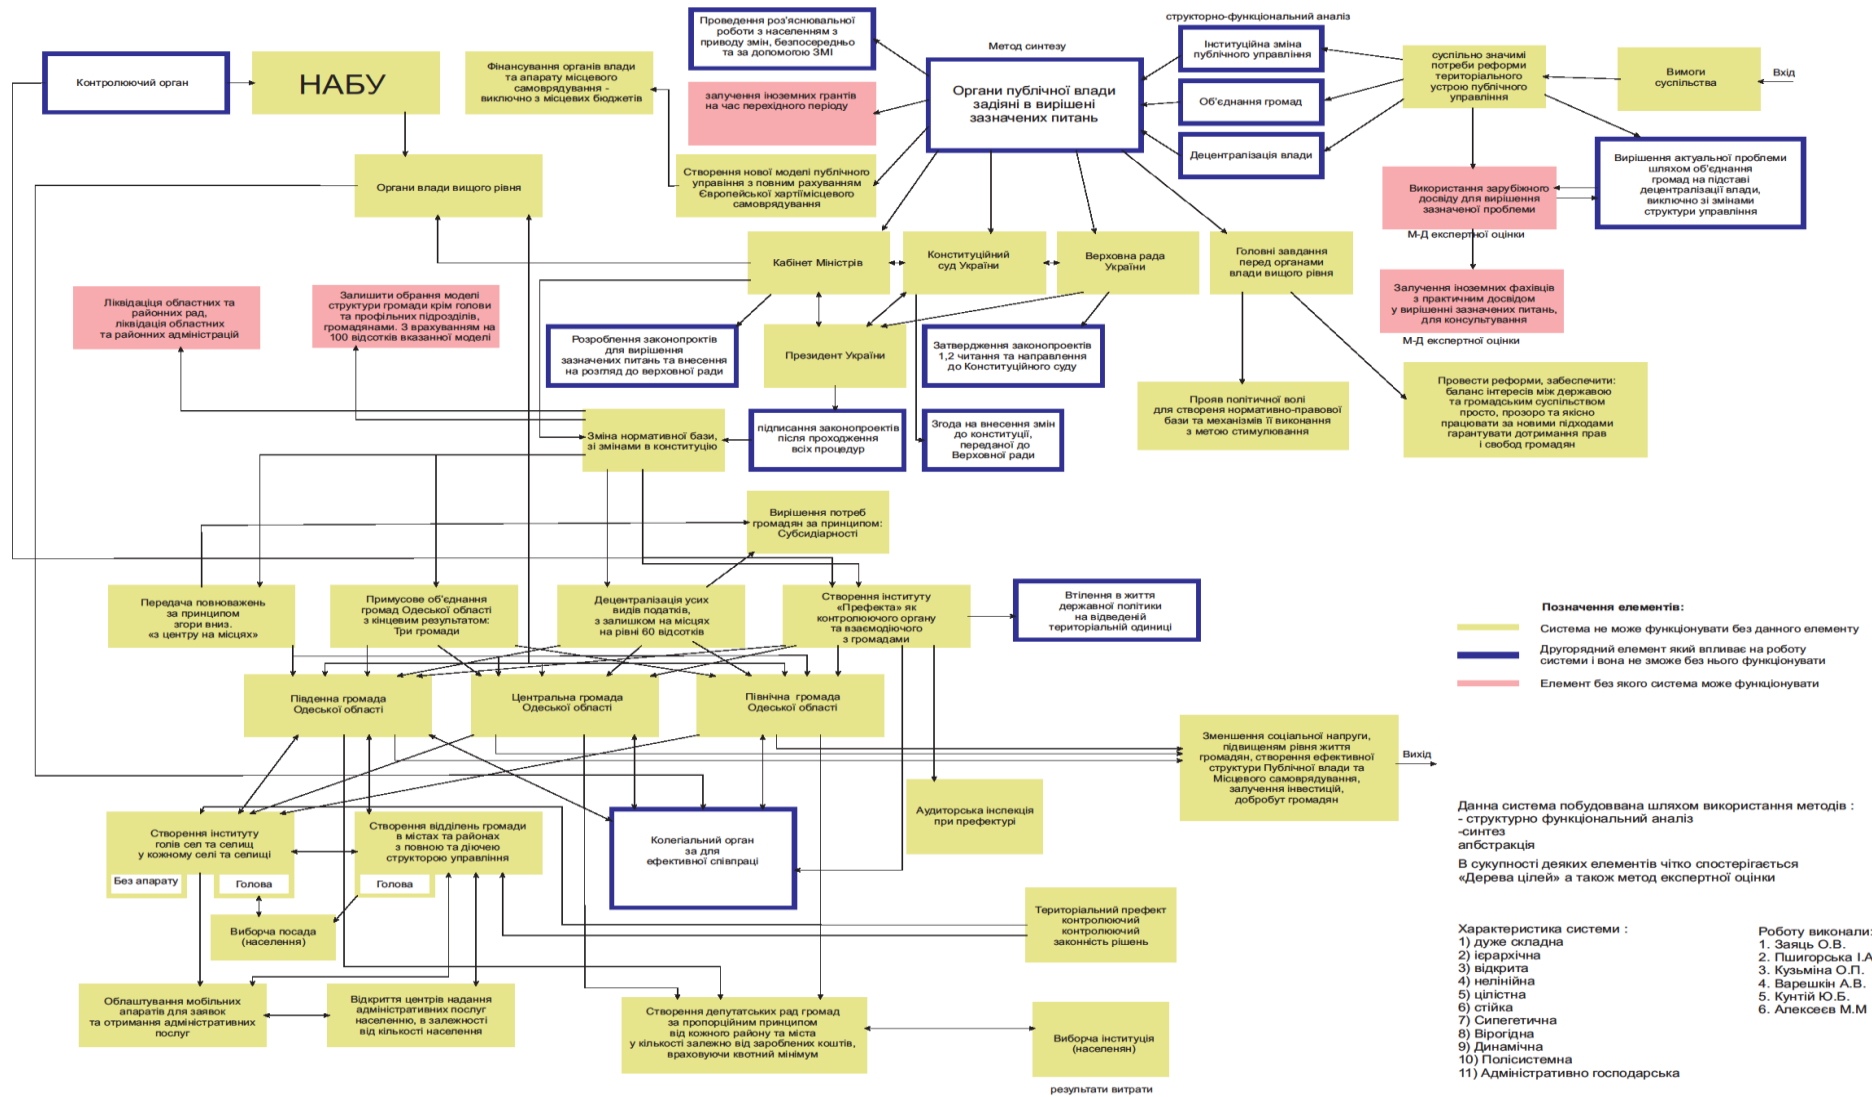 Проведення роз'яснювальної
роботи з населенням з
приводу змін, безпосередньо
та за допомогою ЗМІ
структорно-функціональний аналіз
Метод синтезу
Контролюючий орган
НАБУ
Фінансування органів влади
та апарату місцевого
самоврядування -
виключно з місцевих бюджетів
залучення іноземних грантів
на час перехідного періоду
Органи публічної влади
задіяні в вирішені
зазначених питань
Інституційна зміна
публічного управління
Об'єднання громад
Децентралізація влади
суспільно значимі
потреби реформи
територіального
устрою публічного
управління
Вимоги
суспільства
Вхід
Органи влади вищого рівня
Створення нової моделі публічного
управіння з повним рахуванням
Європейської хартіїмісцевого
самоврядування
Використання зарубіжного
досвіду для вирішення
зазначеної проблеми
М-Д експертної оцінки
Вирішення актуальної проблеми
шляхом об'єднання
громад на підставі
децентралізації влади,
виключно зі змінами
структури управління
Кабінет Міністрів
Конституційний
суд України
Верховна рада
України
Головні завдання
перед органами
влади вищого рівня
Залучення іноземних фахівців
з практичним досвідом
у вирішенні зазначених питань,
для консультування
М-Д експертної оцінки
Ліквідаціця областних та
районних рад,
ліквідація областних
та районних адміністрацій
Залишити обрання моделі
структури громади крім голови
та профільних підрозділів,
громадянами. З врахуванням на
100 відсотків вказанної моделі
Розроблення законопроктів
для вирішення
зазначених питань та внесення
на розгляд до верховної ради
Президент України
Затвердження законопроектів
1,2 читання та направлення
до Конституційного суду
Прояв політичної волі
для створеня нормативно-правової
бази та механізмів її виконання
з метою стимулювання
Провести реформи, забеспечити:
баланс інтересів між державою
та громадським суспільством
просто, прозоро та якісно
працювати за новими підходами
гарантувати дотримання прав
і свобод громадян
Зміна нормативної бази,
зі змінами в конституцію
підписання законопроектів
після проходження
всіх процедур
Згода на внесення змін
до конституції,
переданої до
Верховної ради
Вирішення потреб
громадян за принципом:
Субсидіарності
Передача повноважень
за принципом
згори вниз.
«з центру на місцях»
Примусове об'єднання
громад Одеської області
з кінцевим результатом:
Три громади
Децентралізація усих
видів податків,
з залишком на місцях
на рівні 60 відсотків
Створення інституту
«Префекта» як
контролюючого органу
та взаємодіючого
з громадами
Втілення в життя
державної політики
на відведеній
територіальній одиниці
Позначення елементів:
Система не може функціонувати без данного елементу
Другорядний елемент який впливає на роботу
системи і вона не зможе без нього функціонувати
Елемент без якого система може функціонувати
Південна громада
Одеської області
Центральна громада
Одеської області
Північна  громада
Одеської області
Зменшення соціальної напруги,
підвищеням рівня життя
громадян, створення ефективної
структури Публічної влади та
Місцевого самоврядування,
залучення інвестицій,
добробут громадян
Вихід
Створення інституту
голів сел та селищ
у кожному селі та селищі
Без апарату
Голова
Створення відділень громади
в містах та районах
з повною та діючею
структорою управління
Голова
Колегіальний орган
за для
ефективної співпраці
Аудиторська інспекція
при префектурі
Виборча посада
(населення)
Територіальний префект
контролюючий
контролюючий
законність рішень
Облаштування мобільних
апаратів для заявок
та отримання адміністративних
послуг
Відкриття центрів надання
адміністративних послуг
населенню, в залежності
від кількості населення
Створення депутатських рад громад
за пропорційним принципом
від кожного району та міста
у кількості залежно від зароблених коштів,
враховуючи квотний мінімум
Виборча інституція
(населенян)
результати витрати
Данна система побудоввана шляхом використання методів :
- структурно функціональний аналіз
-синтез
апбстракція
В сукупності деяких елементів чітко спостерігається
«Дерева цілей» а також метод експертної оцінки
Характеристика системи :
1) дуже складна
2) ієрархічна
3) відкрита
4) нелінійна
5) цілістна
6) стійка
7) Сипегетична
8) Вірогідна
9) Динамічна
10) Полісистемна
11) Адміністративно господарська
Роботу виконали:
1. Заяць О.В.
2. Пшигорська І.А
3. Кузьміна О.П.
4. Варешкін А.В.
5. Кунтій Ю.Б.
6. Алексеєв М.М